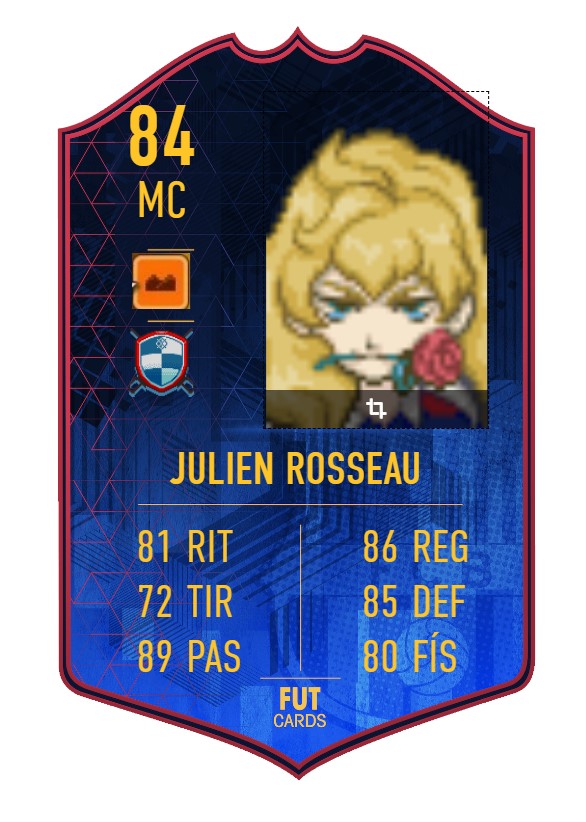 84
MC
JULIEN ROSSEAU
81 RIT
72 TIR
89 PAS
86 REG
85 DEF
80 FÍS
FUT
CARDS